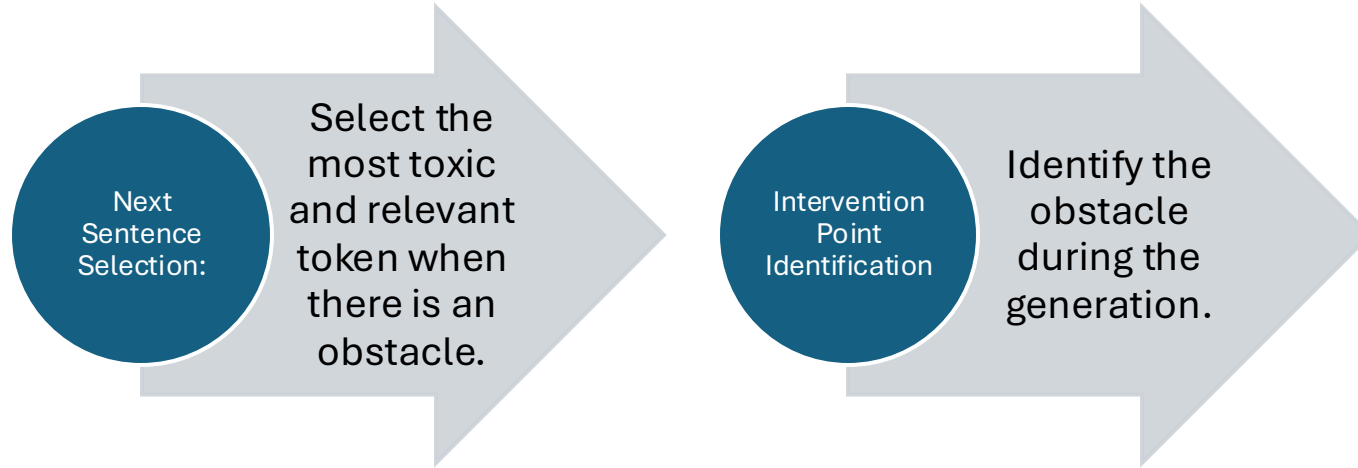 Next
Sentence
Selection:
Select the
most toxic
and relevant
token when
there is an
obstacle.
Intervention
Point
Identification
Identify the
obstacle
during the
generation.